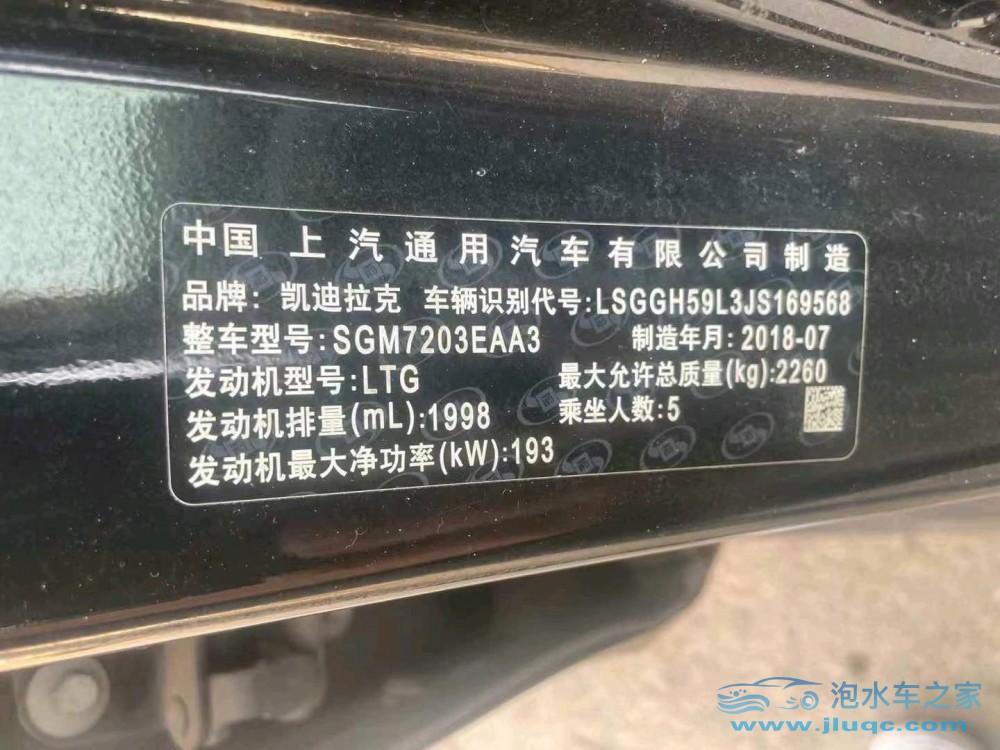 中国 上汽通用汽车有限公司制造
品牌: 凯迪拉克 车辆识别代号:LSGGH59L3JS169568
整车型号:SGM7203EAA3 制造年月: 2018-07
发动机型号:LTG 最大允许总质量(kg):2260
发动机排量(mL):1998 乘坐人数:5
发动机最大净功率(kW):193
泡水车之家
www.jluqc.com